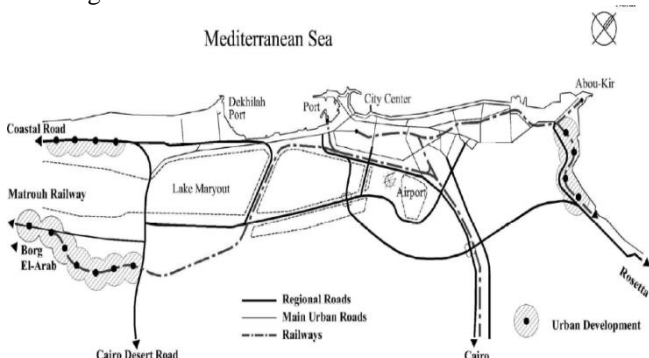 Mediterranean Sea
Abou-Kir
Dekhilah
Port
Port
City Center
Coastal Road
Lake Maryout
Airport
Matrouh Railway
Borg
El-Arab
Rosetta
Regional Roads
Main Urban Roads
Railways
Urban Development
Cairo Desert Road
Cairo